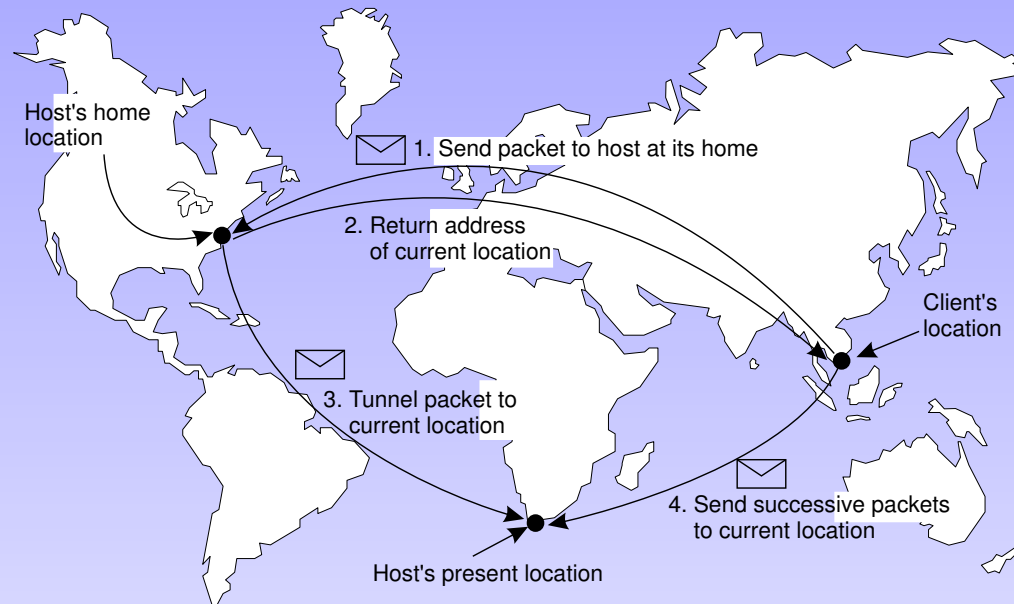 Host's home
location
1. Send packet to host at its home
2. Return address
of current location
Client's
location
3. Tunnel packet to
current location
4. Send successive packets
to current location
Host's present location